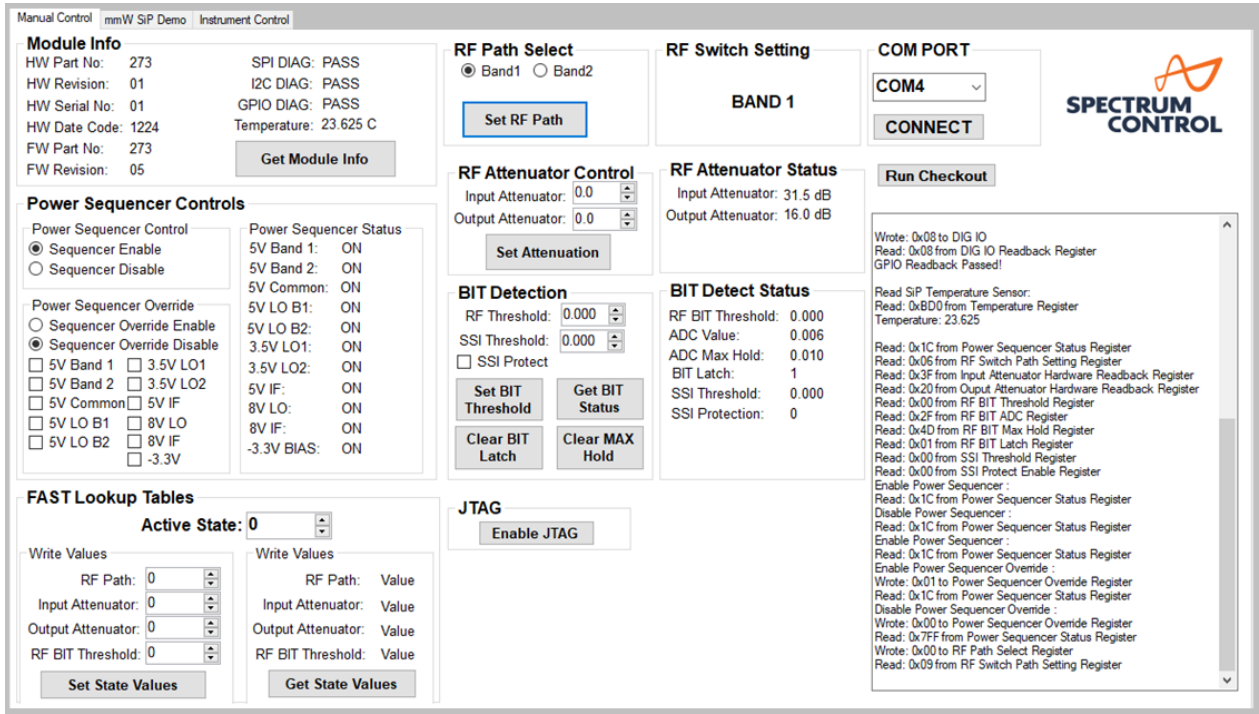 Manual Control
mmW SiP Demo
Instrument Control
Module Info
HW Part No: 273
HW Revision: 01
HW Serial No: 01
HW Date Code: 1224
FW Part No: 273
FW Revision: 05
SPI DIAG: PASS
I2C DIAG: PASS
GPIO DIAG: PASS
Temperature: 23.625 C
Get Module Info
Power Sequencer Controls
Power Sequencer Control
Sequencer Enable
Sequencer Disable
Power Sequencer Override
Sequencer Override Enable
Sequencer Override Disable
5V Band 1 3.5V LO1
5V Band 2 3.5V LO2
5V Common 5V IF
5V LO B1 8V LO
5V LO B2 8V IF
-3.3V
Power Sequencer Status
5V Band 1: ON
5V Band 2: ON
5V Common: ON
5V LO B1: ON
5V LO B2: ON
3.5V LO1: ON
3.5V LO2: ON
5V IF: ON
8V LO: ON
8V IF: ON
-3.3V BIAS: ON
FAST Lookup Tables
Active State: 0
Write Values
RF Path: 0
Input Attenuator: 0
Output Attenuator: 0
RF BIT Threshold: 0
Set State Values
Write Values
RF Path: Value
Input Attenuator: Value
Output Attenuator: Value
RF BIT Threshold: Value
Get State Values
RF Path Select
Band1 Band2
Set RF Path
RF Switch Setting
BAND 1
RF Attenuator Control
Input Attenuator: 0.0
Output Attenuator: 0.0
Set Attenuation
RF Attenuator Status
Input Attenuator: 31.5 dB
Output Attenuator: 16.0 dB
BIT Detection
RF Threshold: 0.000
SSI Threshold: 0.000
SSI Protect
Set BIT Threshold
Get BIT Status
Clear BIT Latch
Clear MAX Hold
BIT Detect Status
RF BIT Threshold: 0.000
ADC Value: 0.006
ADC Max Hold: 0.010
BIT Latch: 1
SSI Threshold: 0.000
SSI Protection: 0
JTAG
Enable JTAG
COM PORT
COM4
CONNECT
SPECTRUM
CONTROL
Run Checkout
Wrote: 0x08 to DIG IO
Read: 0x08 from DIG IO Readback Register
GPIO Readback Passed!
Read SiP Temperature Sensor:
Read: 0xBD0 from Temperature Register
Temperature: 23.625
Read: 0x1C from Power Sequencer Status Register
Read: 0x06 from RF Switch Path Setting Register
Read: 0x3F from Input Attenuator Hardware Readback Register
Read: 0x20 from Ouput Attenuator Hardware Readback Register
Read: 0x00 from RF BIT Threshold Register
Read: 0x2F from RF BIT ADC Register
Read: 0x4D from RF BIT Max Hold Register
Read: 0x01 from RF BIT Latch Register
Read: 0x00 from SSI Threshold Register
Read: 0x00 from SSI Protect Enable Register
Enable Power Sequencer :
Read: 0x1C from Power Sequencer Status Register
Disable Power Sequencer :
Read: 0x1C from Power Sequencer Status Register
Enable Power Sequencer :
Read: 0x1C from Power Sequencer Status Register
Enable Power Sequencer Override :
Wrote: 0x01 to Power Sequencer Override Register
Read: 0x1C from Power Sequencer Status Register
Disable Power Sequencer Override :
Wrote: 0x00 to Power Sequencer Override Register
Read: 0x7FF from Power Sequencer Status Register
Wrote: 0x00 to RF Path Select Register
Read: 0x09 from RF Switch Path Setting Register